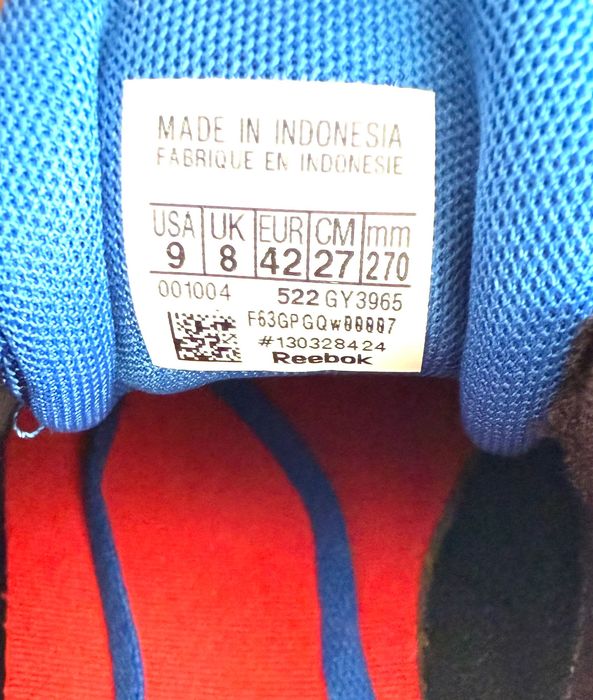 MADE IN INDONESIA
FABRIQUE EN INDONESIE
USA UK EUR CM mm
9 8 42 27 270
001004 522 GY3965
F63GPGQw00007
#130328424
Reebok